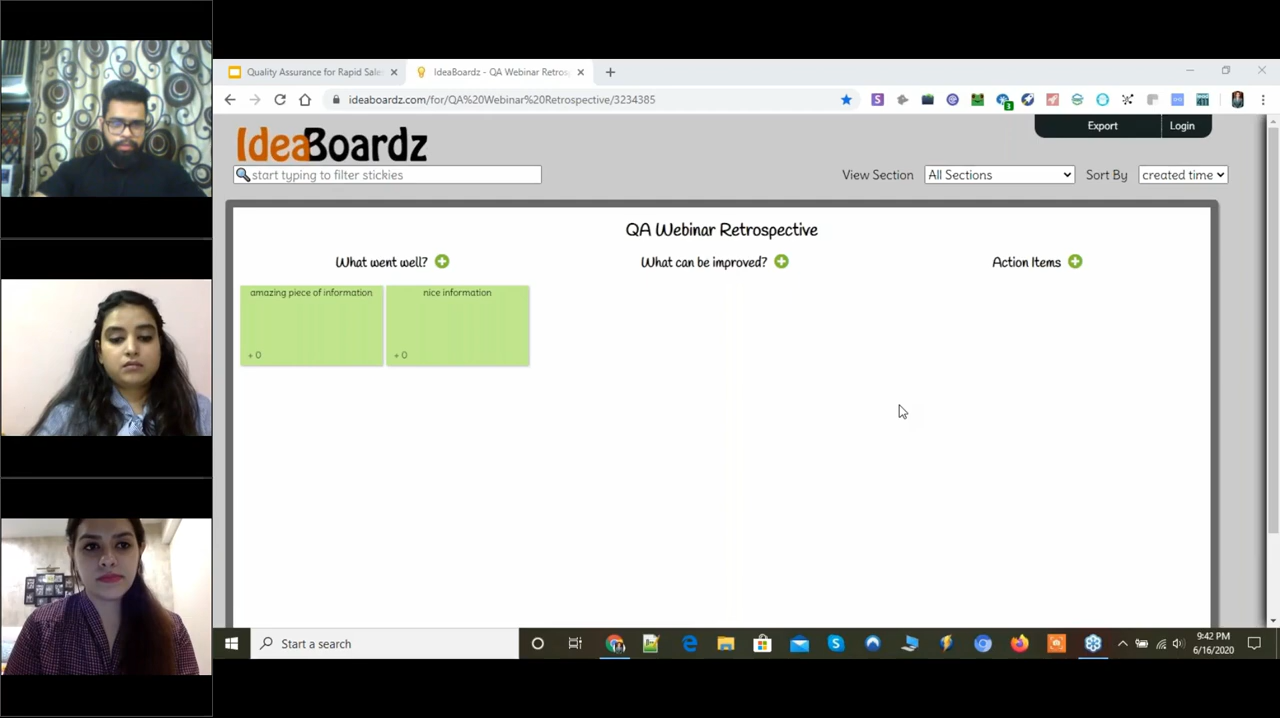 Quality Assurance for Rapid Sale
IdeaBoardz - QA Webinar Retros
ideaboardz.com/for/QA%20Webinar%20Retrospective/3234385
Export
Login
IdeaBoardz
start typing to filter stickies
View Section
All Sections
Sort By
created time
QA Webinar Retrospective
What went well?
What can be improved?
Action Items
amazing piece of information
nice information
+ 0
+ 0
Start a search
9:42 PM
6/16/2020